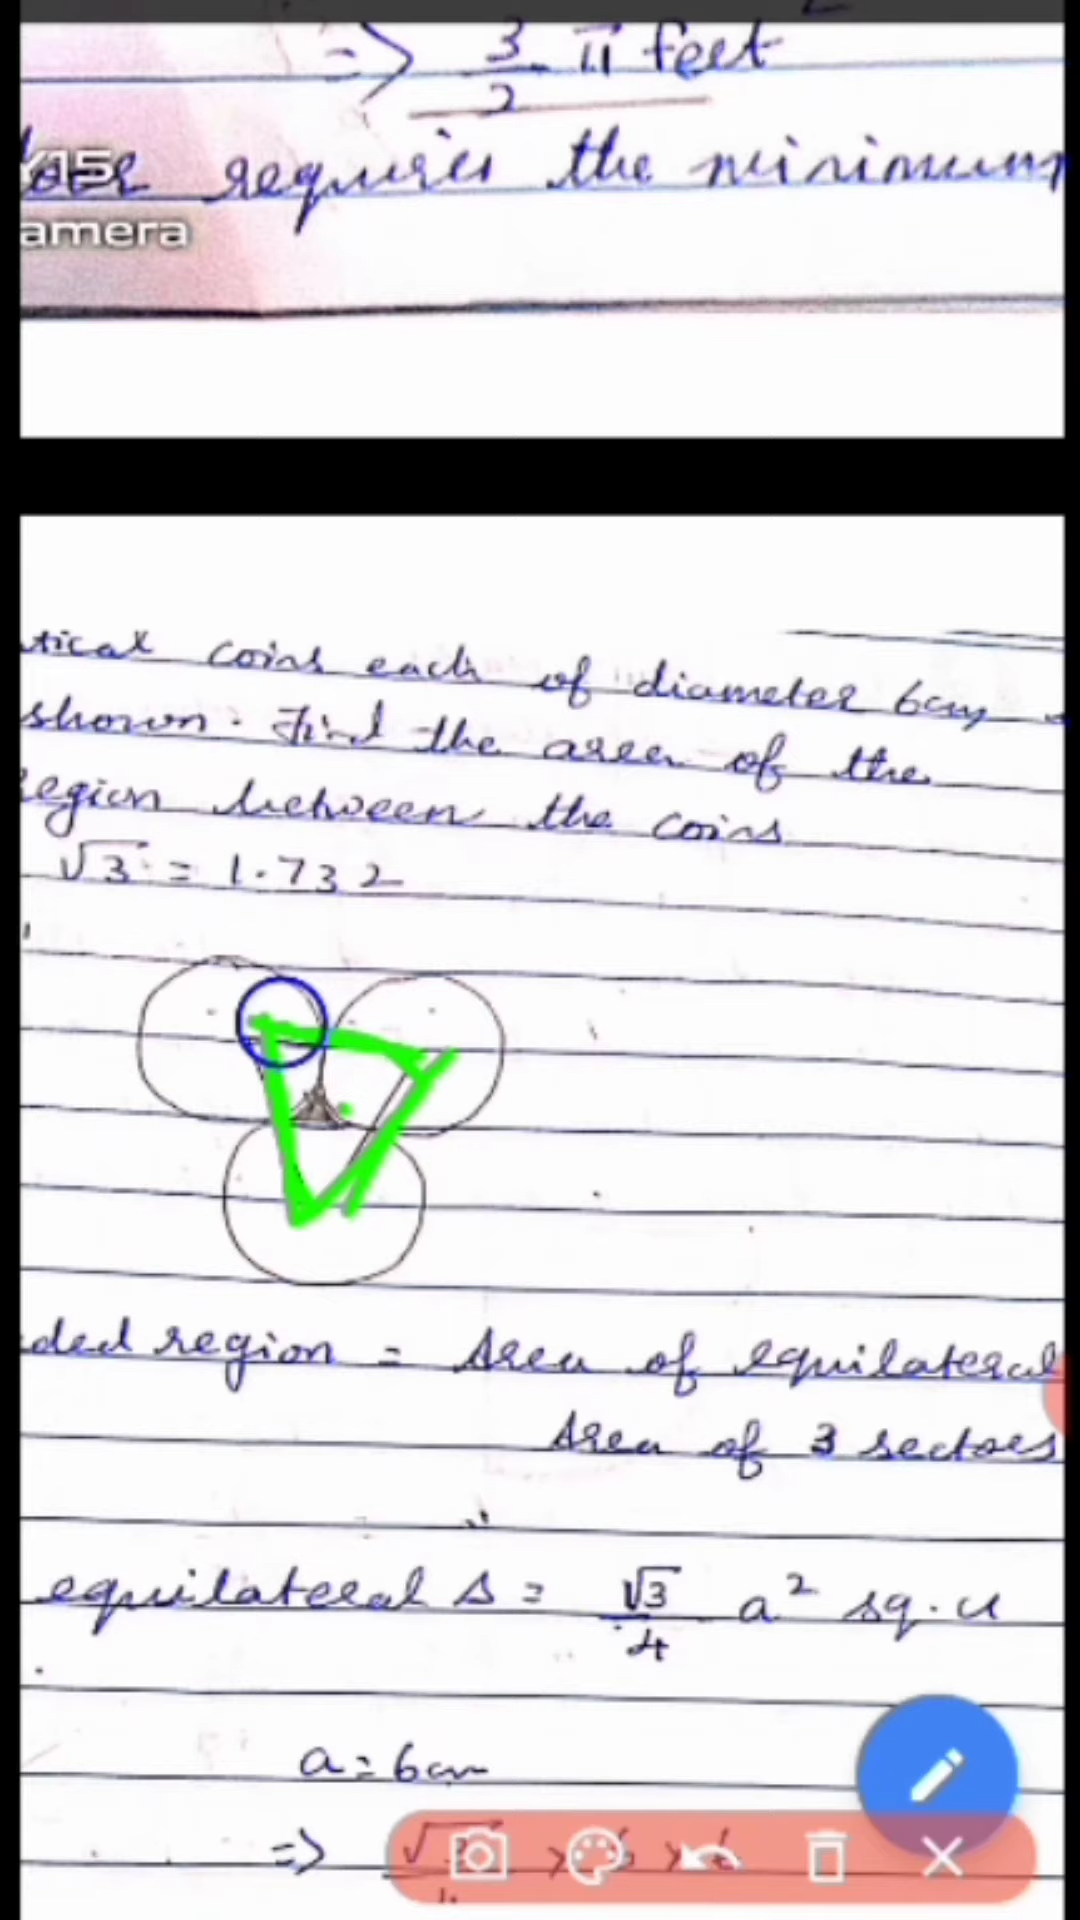 => 3/2 π feet
requires the minimum
amera
tical coins each of diameter 6cm
shown. Find the area of the
egion between the coins
√3 = 1.732
ded region = Area of equilateral
Area of 3 sectors
equilateral Δ = √3/4 a² sq.u
a = 6cm
=>